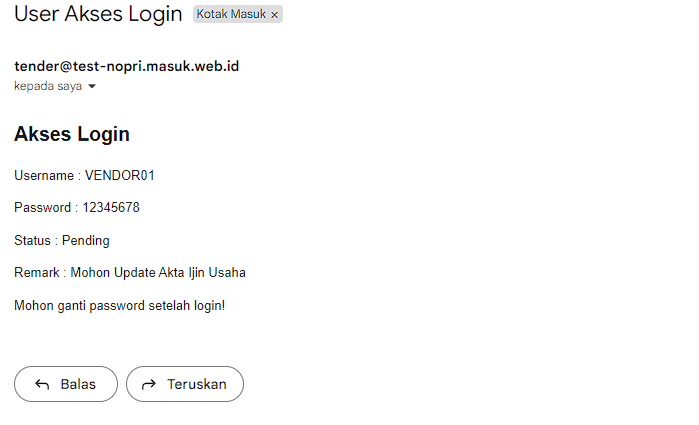 User Akses Login Kotak Masuk ×
tender@test-nopri.masuk.web.id
kepada saya
Akses Login
Username : VENDOR01
Password : 12345678
Status : Pending
Remark : Mohon Update Akta Ijin Usaha
Mohon ganti password setelah login!
Balas Teruskan